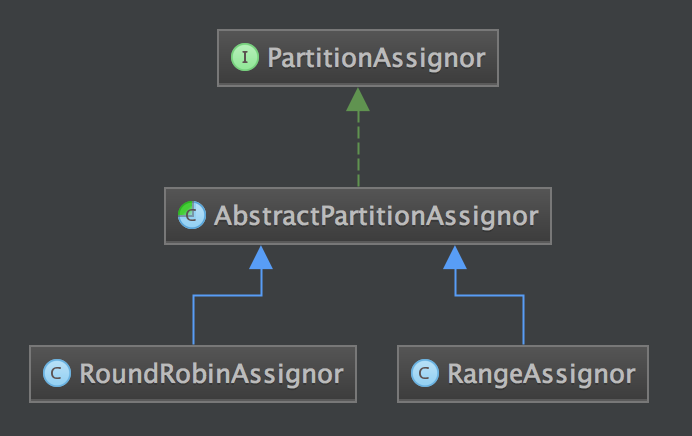 I PartitionAssignor
C AbstractPartitionAssignor
C RoundRobinAssignor
C RangeAssignor